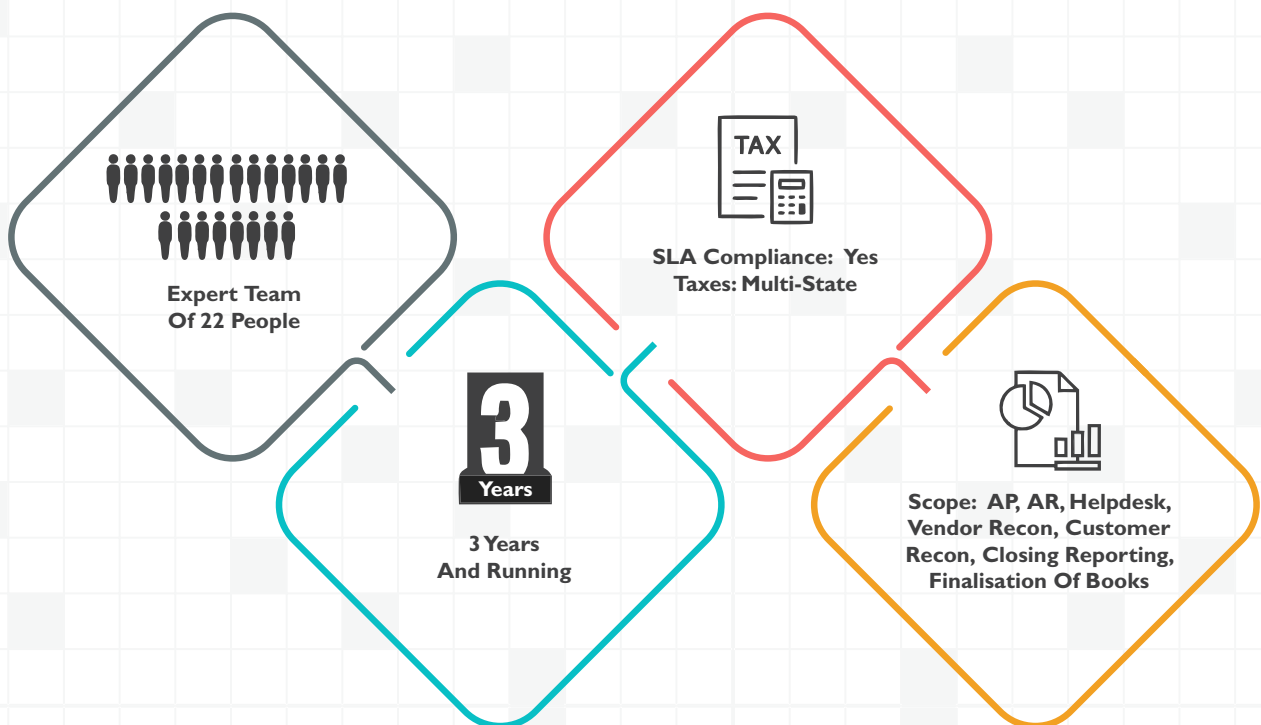 Expert Team
Of 22 People
TAX
SLA Compliance: Yes
Taxes: Multi-State
3
Years
3 Years
And Running
Scope: AP, AR, Helpdesk,
Vendor Recon, Customer
Recon, Closing Reporting,
Finalisation Of Books